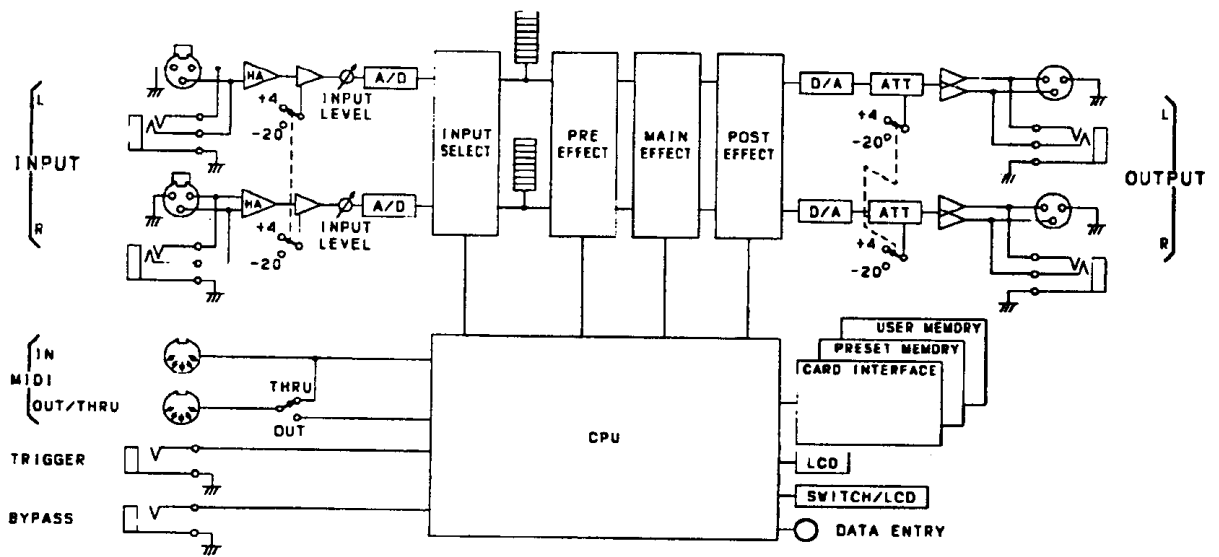 INPUT
L
R
HA
+4
-20
INPUT
LEVEL
A/D
HA
+4
-20
INPUT
LEVEL
A/D
INPUT
SELECT
PRE
EFFECT
MAIN
EFFECT
POST
EFFECT
D/A
ATT
+4
-20
D/A
ATT
+4
-20
L
OUTPUT
R
MIDI
IN
OUT/THRU
THRU
OUT
TRIGGER
BYPASS
CPU
USER MEMORY
PRESET MEMORY
CARD INTERFACE
LCD
SWITCH/LCD
DATA ENTRY